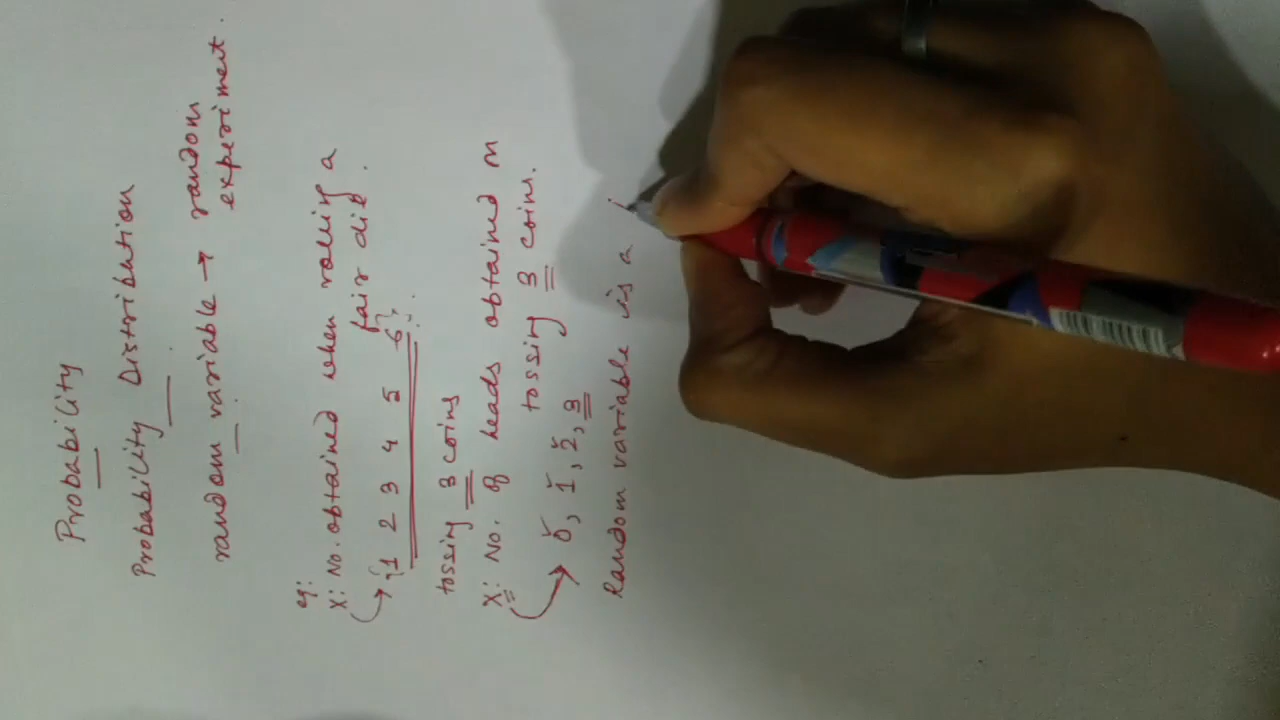 Probability
Probability Distribution
random variable → random
experiment.
eg:
X: No. obtained when rolling a
fair die.
→ {1 2 3 4 5 6}.
tossing 3 coins
X: No. of heads obtained in
tossing 3 coins.
→ 0, 1, 2, 3
Random variable is a